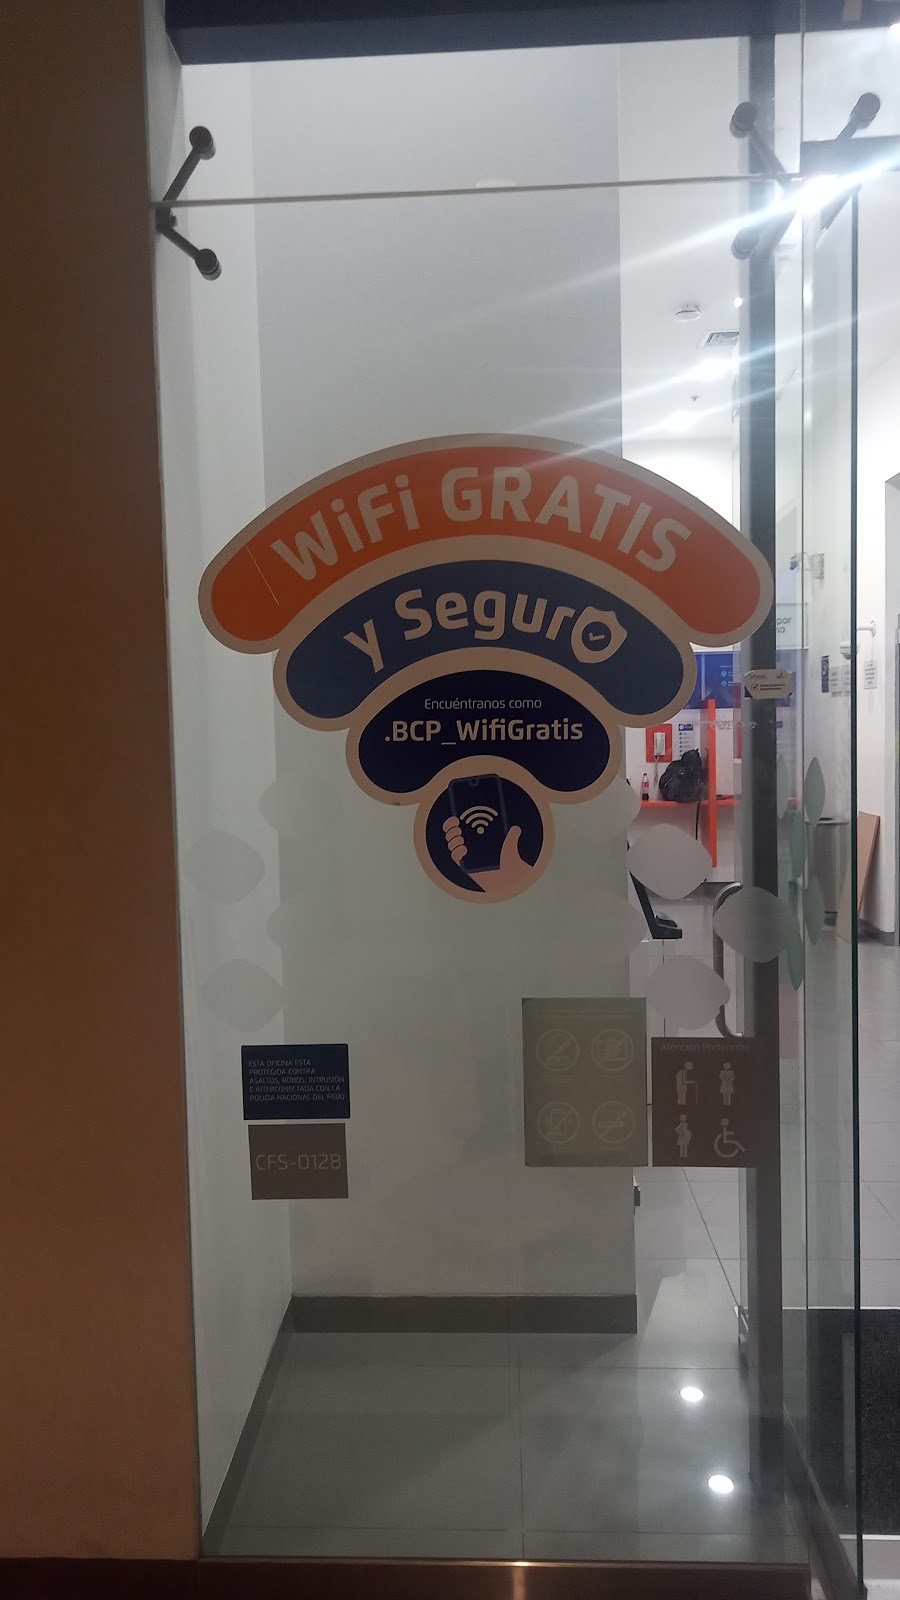 WiFi GRATIS
y Seguro
Encuéntranos como
.BCP_WifiGratis
ESTA OFICINA ESTA
PROTEGIDA CONTRA
ASALTOS, ROBOS, INTRUSIÓN
E INTERCONECTADA CON LA
POLICIA NACIONAL DEL PERÚ
CFS-0128
Atención Preferente